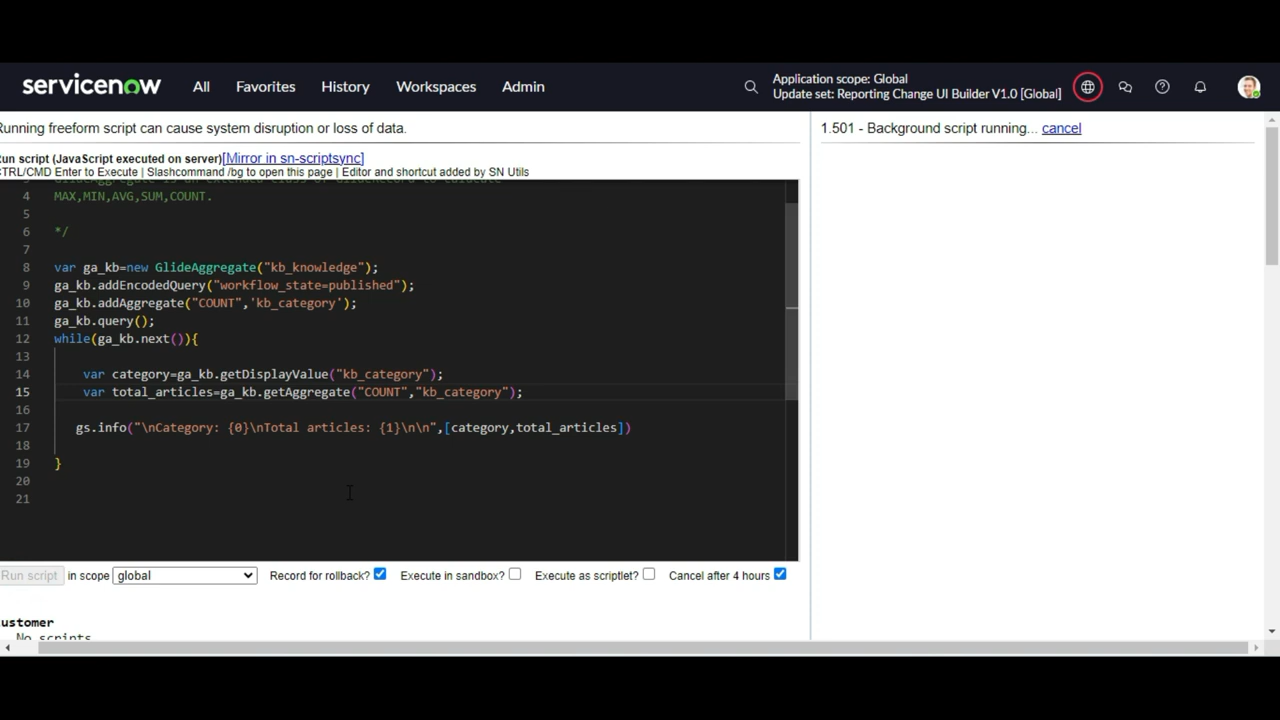 servicenow
All
Favorites
History
Workspaces
Admin
Application scope: Global
Update set: Reporting Change UI Builder V1.0 [Global]
Running freeform script can cause system disruption or loss of data.
1.501 - Background script running... cancel
un script (JavaScript executed on server)[Mirror in sn-scriptsync]
CTRL/CMD Enter to Execute | Slashcommand /bg to open this page | Editor and shortcut added by SN Utils
4 MAX,MIN,AVG,SUM,COUNT.
5
6 */
7
8 var ga_kb=new GlideAggregate("kb_knowledge");
9 ga_kb.addEncodedQuery("workflow_state=published");
10 ga_kb.addAggregate("COUNT",'kb_category');
11 ga_kb.query();
12 while(ga_kb.next()){
13
14 var category=ga_kb.getDisplayValue("kb_category");
15 var total_articles=ga_kb.getAggregate("COUNT","kb_category");
16
17 gs.info("\nCategory: {0}\nTotal articles: {1}\n\n",[category,total_articles])
18
19 }
20
21
Run script in scope global Record for rollback? Execute in sandbox? Execute as scriptlet? Cancel after 4 hours
ustomer
No scripts